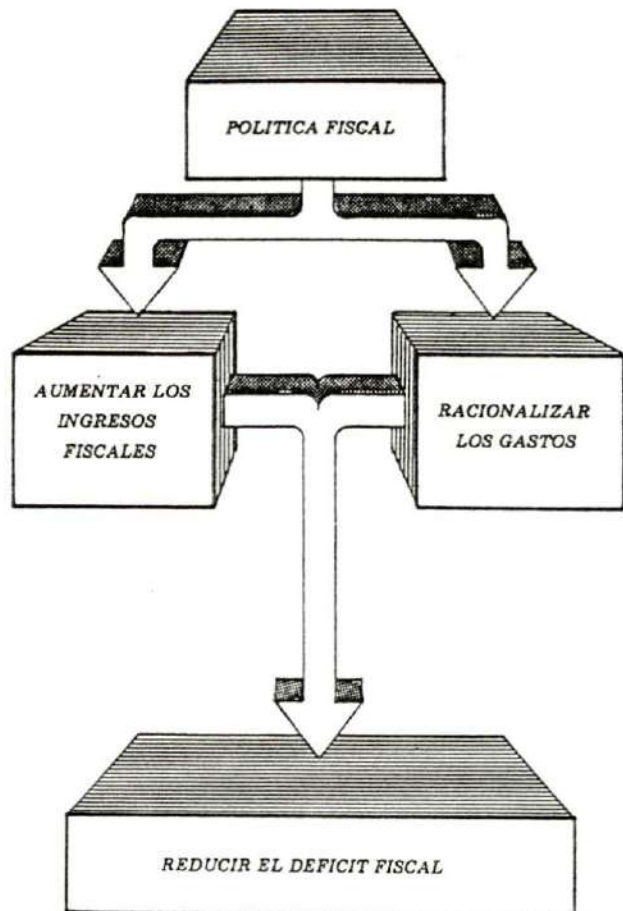 POLITICA FISCAL
AUMENTAR LOS
INGRESOS
FISCALES
RACIONALIZAR
LOS GASTOS
REDUCIR EL DEFICIT FISCAL